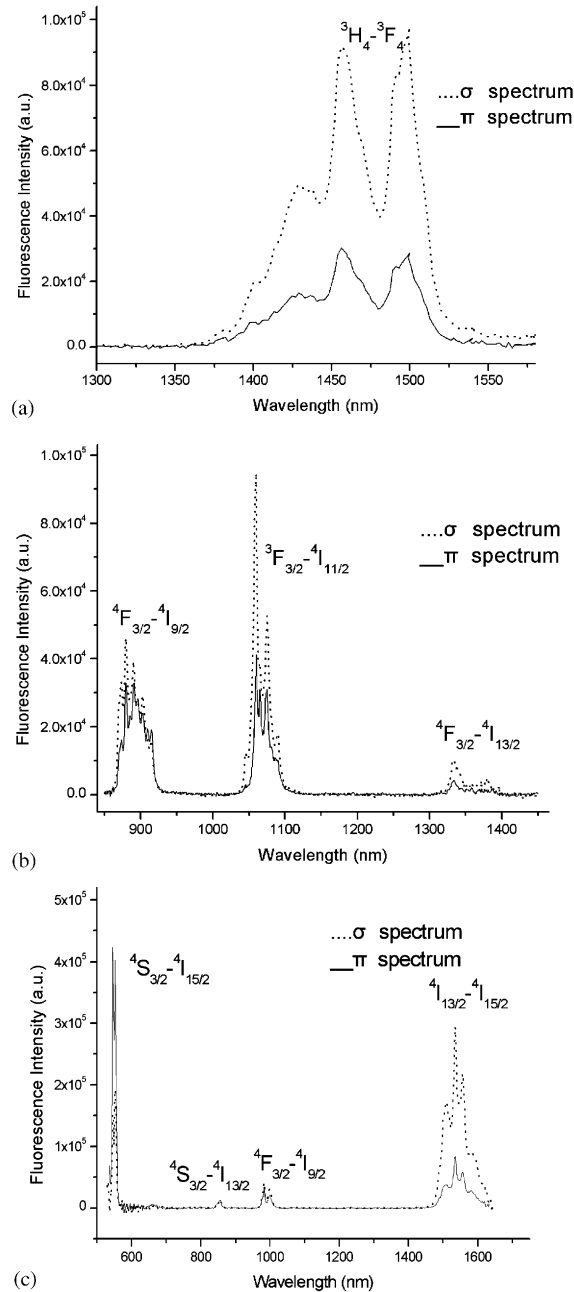 1.0x10⁵
8.0x10⁴
6.0x10⁴
4.0x10⁴
2.0x10⁴
0.0
Fluorescence Intensity (a.u.)
³H₄-³F₄
....σ spectrum
__π spectrum
1300 1350 1400 1450 1500 1550
Wavelength (nm)
(a)
1.0x10⁵
8.0x10⁴
6.0x10⁴
4.0x10⁴
2.0x10⁴
0.0
Fluorescence Intensity (a.u.)
....σ spectrum
__π spectrum
³F₃/₂-⁴I₁₁/₂
⁴F₃/₂-⁴I₉/₂
⁴F₃/₂-⁴I₁₃/₂
900 1000 1100 1200 1300 1400
Wavelength (nm)
(b)
5x10⁵
4x10⁵
3x10⁵
2x10⁵
1x10⁵
0
Fluorescence Intensity (a.u.)
....σ spectrum
__π spectrum
⁴S₃/₂-⁴I₁₅/₂
⁴I₁₃/₂-⁴I₁₅/₂
⁴S₃/₂-⁴I₁₃/₂
⁴F₃/₂-⁴I₉/₂
600 800 1000 1200 1400 1600
Wavelength (nm)
(c)